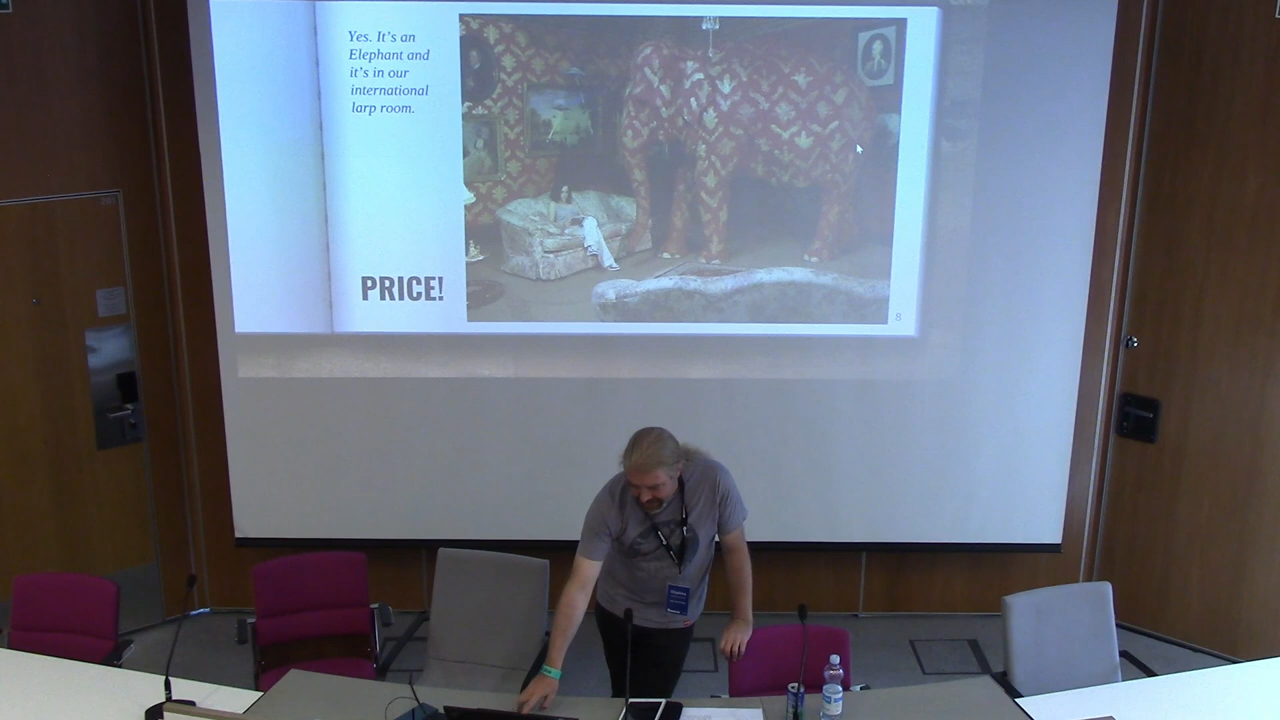 Yes. It's an
Elephant and
it's in our
international
larp room.
PRICE!
8